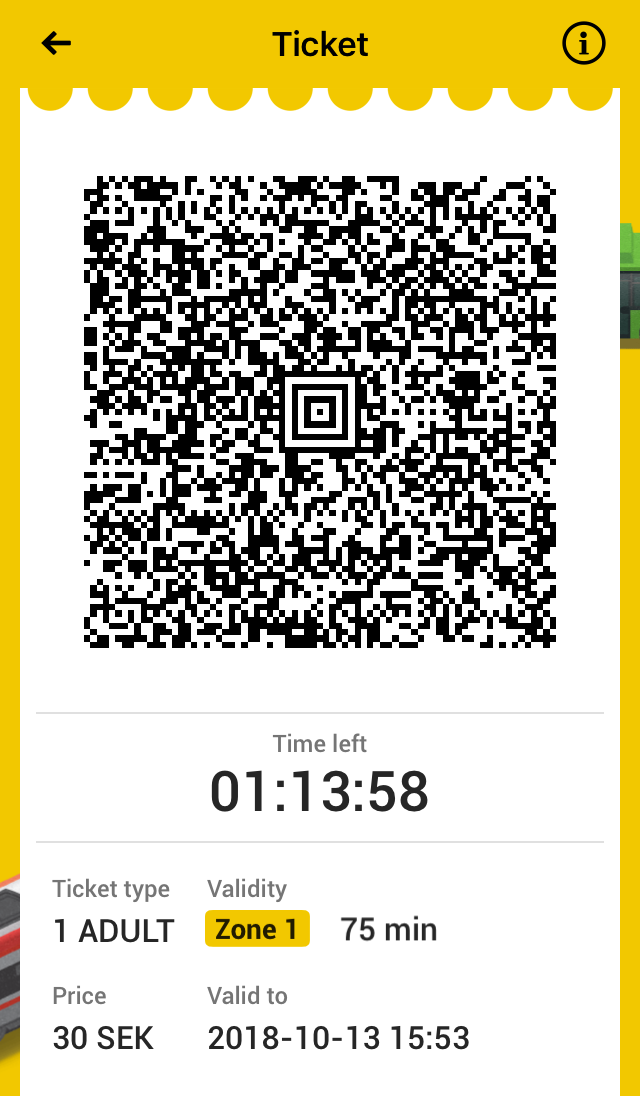 Ticket
Time left
01:13:58
Ticket type Validity
1 ADULT Zone 1 75 min
Price Valid to
30 SEK 2018-10-13 15:53